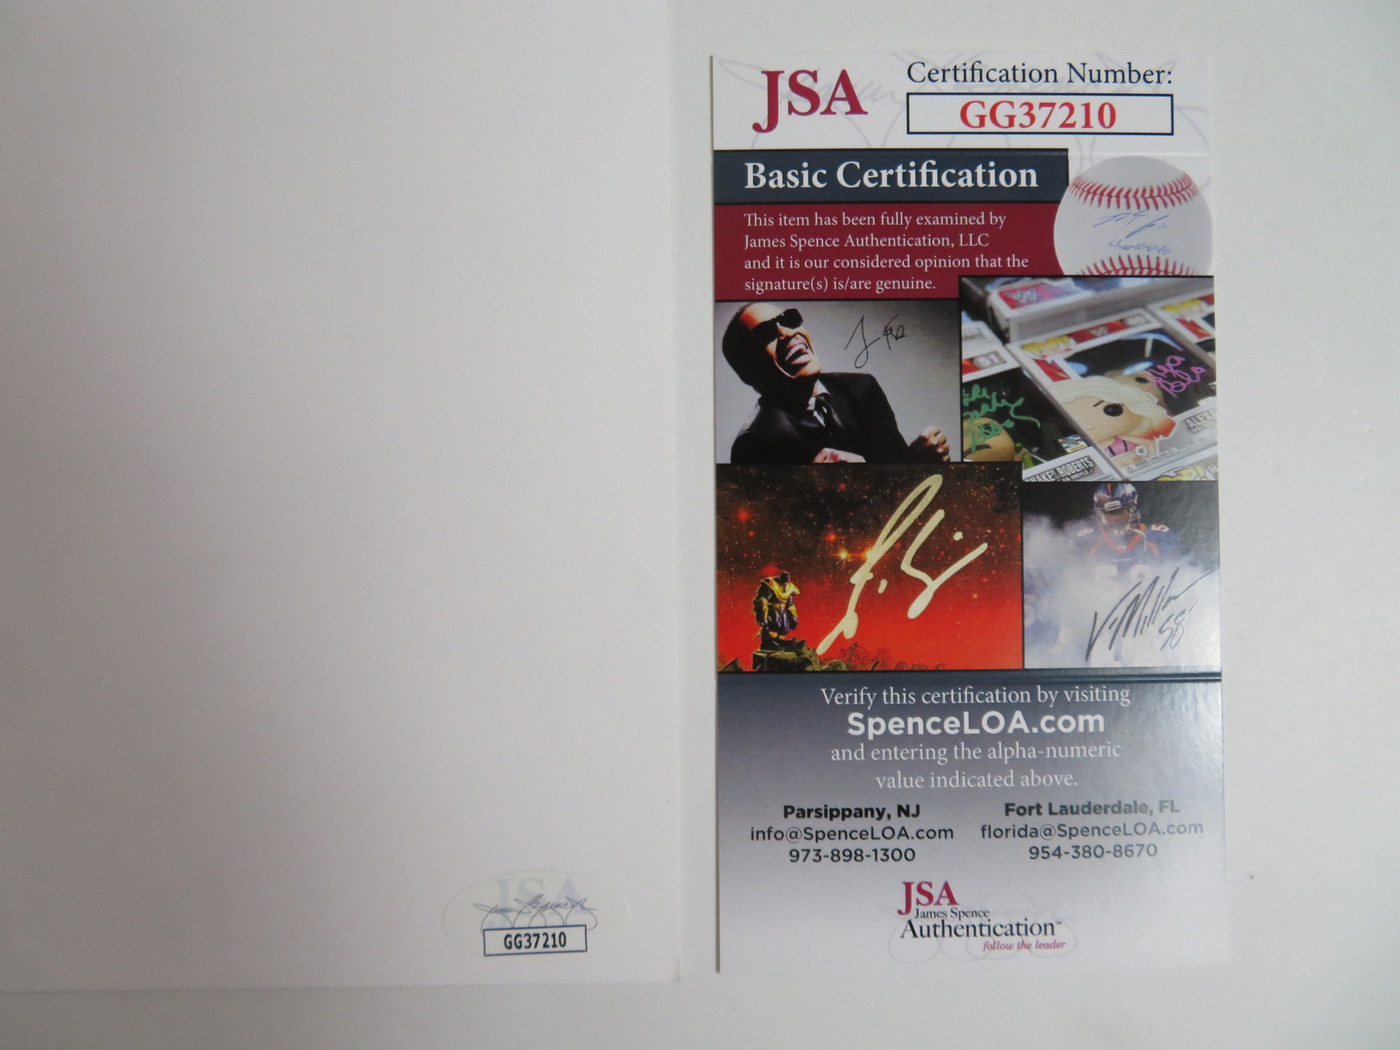 JSA
Certification Number:
GG37210
Basic Certification
This item has been fully examined by
James Spence Authentication, LLC
and it is our considered opinion that the
signature(s) is/are genuine.
Verify this certification by visiting
SpenceLOA.com
and entering the alpha-numeric
value indicated above.
Parsippany, NJ
info@SpenceLOA.com
973-898-1300
Fort Lauderdale, FL
florida@SpenceLOA.com
954-380-8670
JSA
James Spence
Authentication™
follow the leader
JSA
GG37210